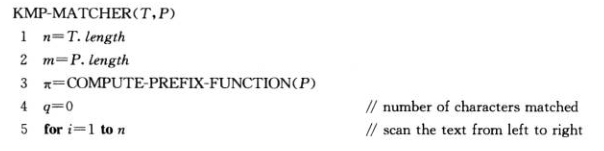 KMP-MATCHER(T,P)
1 n=T. length
2 m=P. length
3 π=COMPUTE-PREFIX-FUNCTION(P)
4 q=0 // number of characters matched
5 for i=1 to n // scan the text from left to right